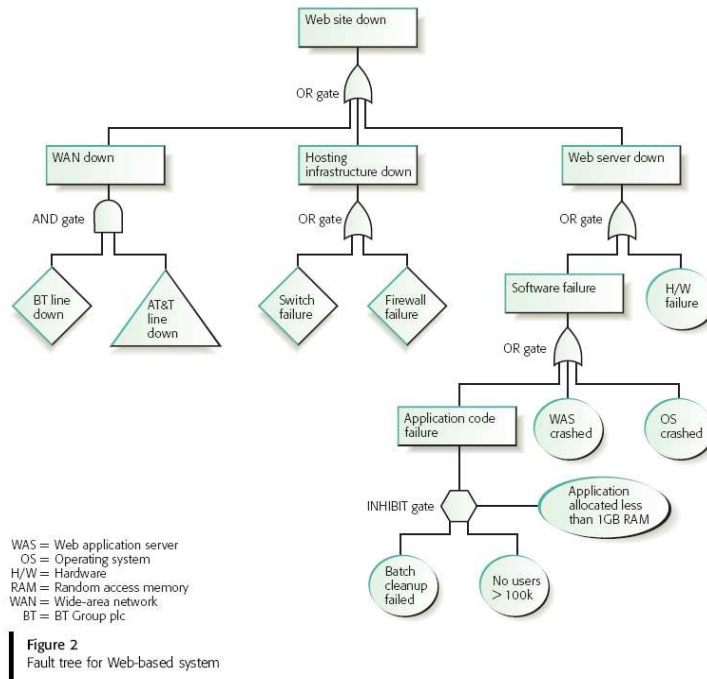 Web site down
OR gate
WAN down
Hosting
infrastructure down
Web server down
AND gate
OR gate
OR gate
BT line
down
AT&T
line
down
Switch
failure
Firewall
failure
Software failure
H/W
failure
OR gate
Application code
failure
WAS
crashed
OS
crashed
INHIBIT gate
Application
allocated less
than 1GB RAM
Batch
cleanup
failed
No users
> 100k
WAS = Web application server
OS = Operating system
H/W = Hardware
RAM = Random access memory
WAN = Wide-area network
BT = BT Group plc
Figure 2
Fault tree for Web-based system